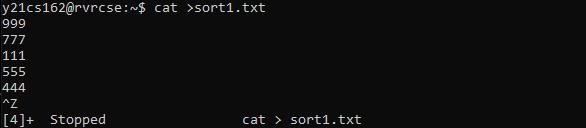 y21cs162@rvrcse:~$ cat >sort1.txt
999
777
111
555
444
^Z
[4]+  Stopped                 cat > sort1.txt